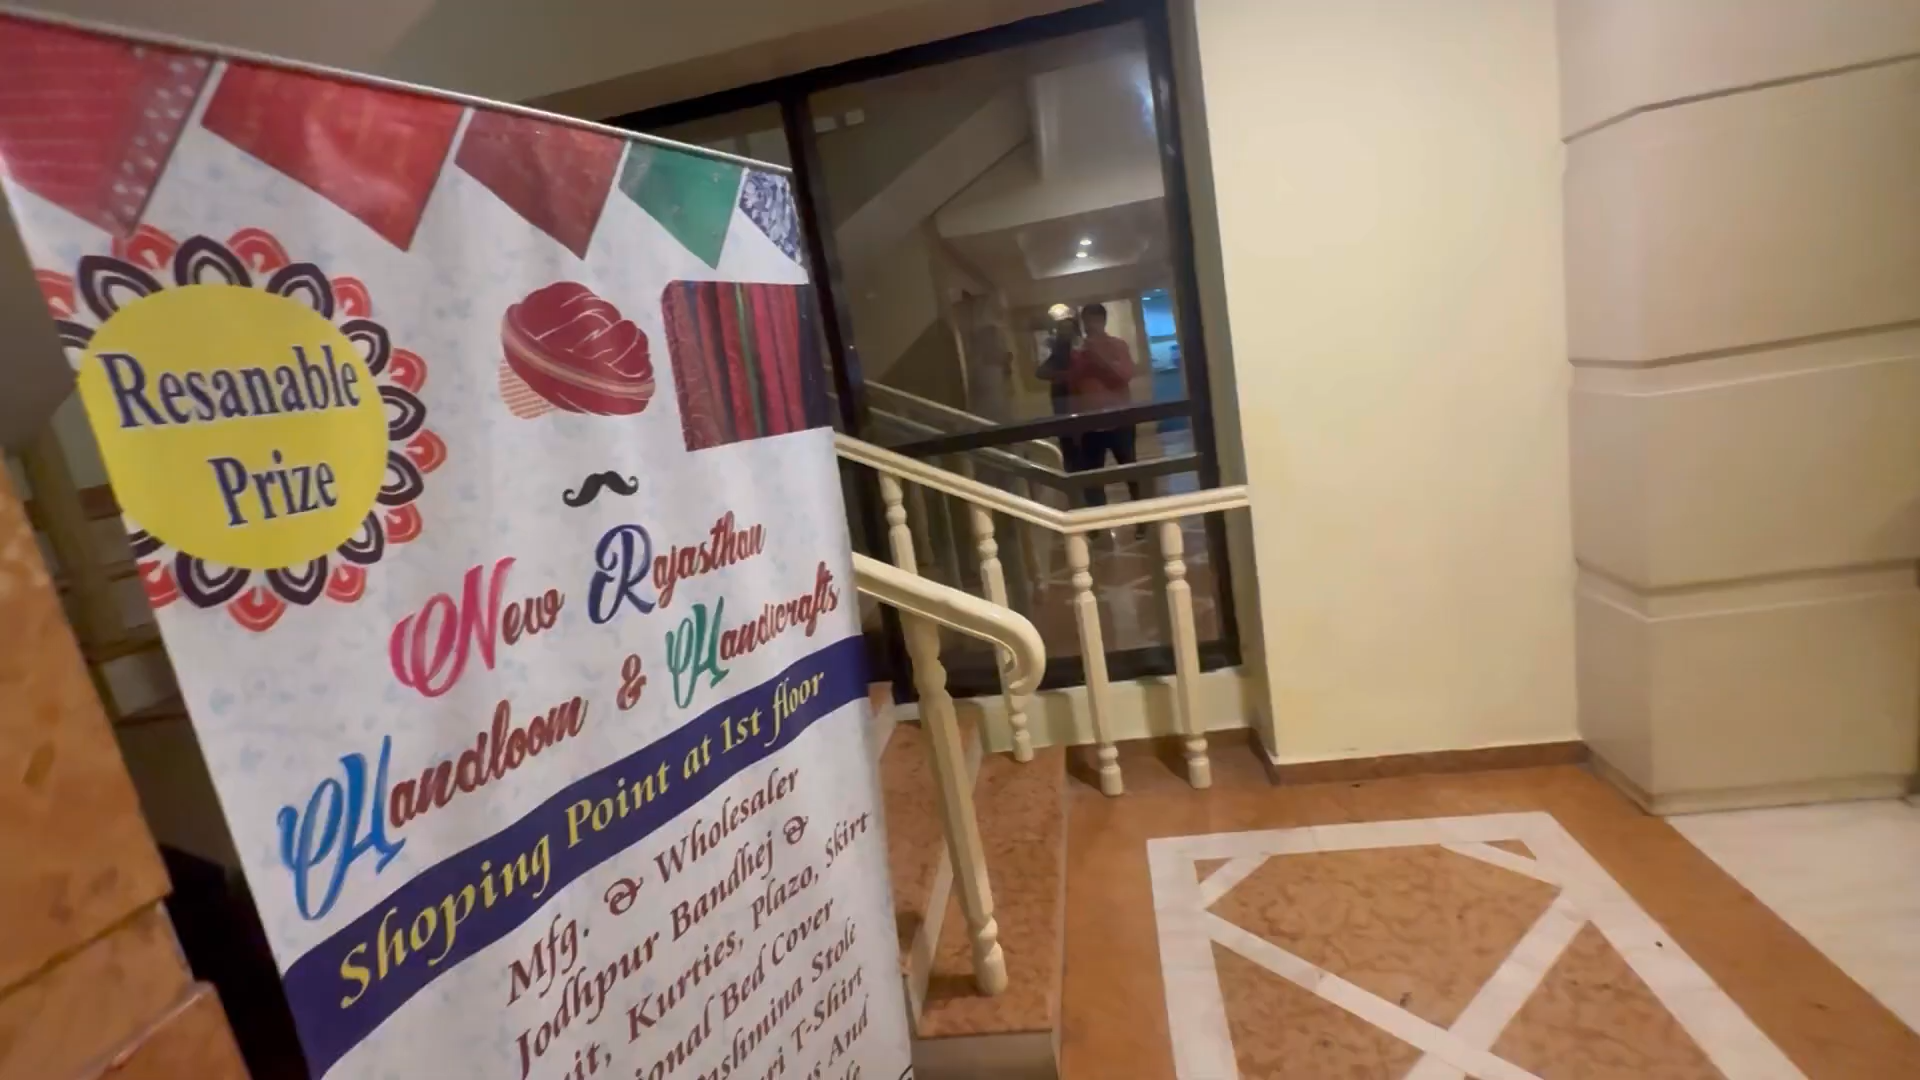 Resanable
Prize
New Rajasthan
Handloom & Handicrafts
Shoping Point at 1st floor
Mfg. & Wholesaler
Jodhpur Bandhej &
Kurties, Plazo, Skirt
Bed Cover
Stole
T-Shirt
And